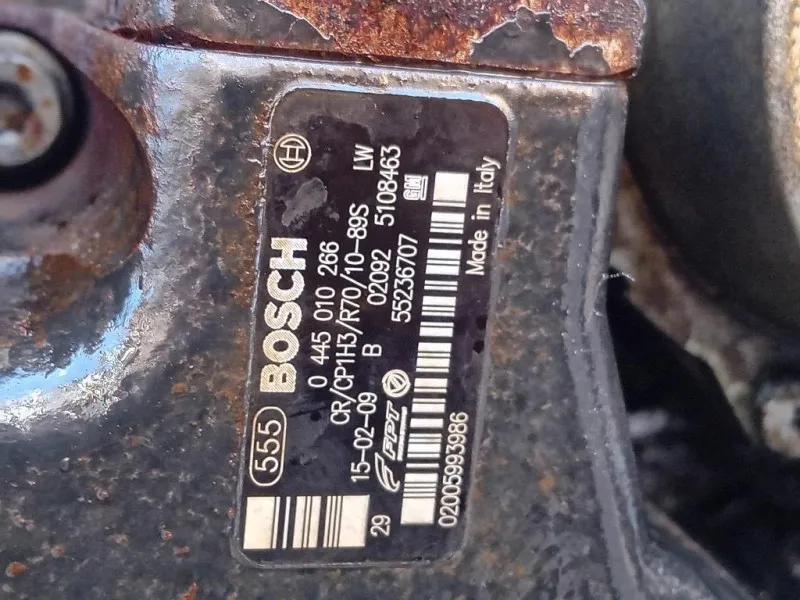 555 BOSCH
0 445 010 266 LW
CR/CP1H3/R70/10-89S
15-02-09 B 02092 5108463
FPT 55236707 GM
29
02005993986 Made in Italy